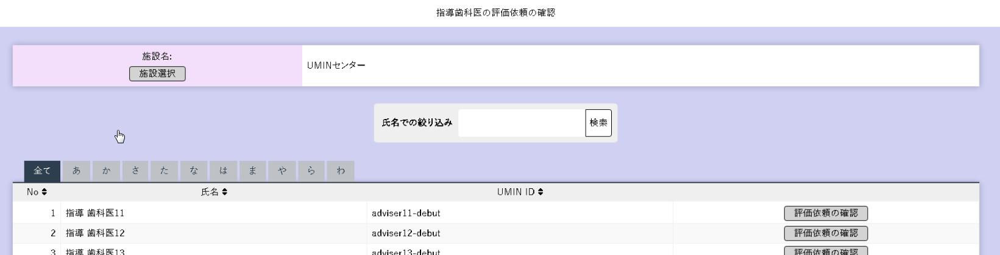 指導歯科医の評価依頼の確認
施設名:
施設選択
UMINセンター
氏名での絞り込み 検索
全て あ か さ た な は ま や ら わ
No 氏名 UMIN ID
1 指導 歯科医11 adviser11-debut 評価依頼の確認
2 指導 歯科医12 adviser12-debut 評価依頼の確認
3 指導 歯科医13 adviser13-debut 評価依頼の確認